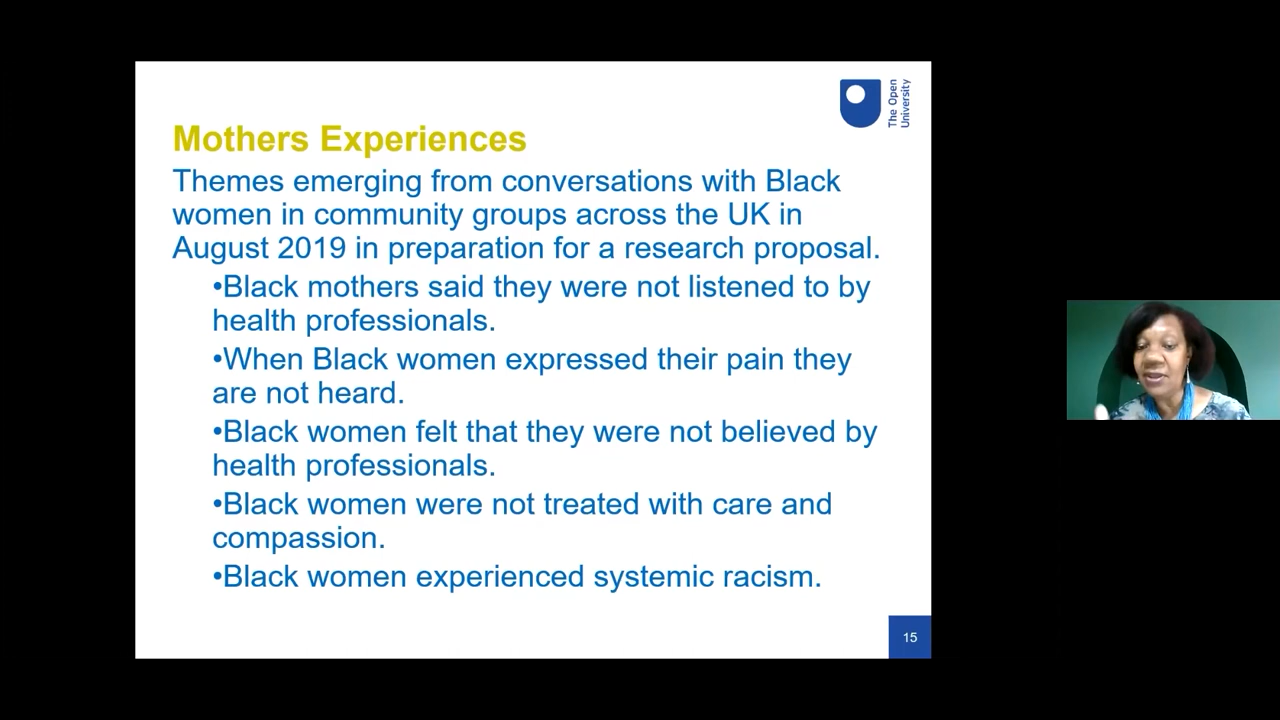 The Open
University
Mothers Experiences
Themes emerging from conversations with Black
women in community groups across the UK in
August 2019 in preparation for a research proposal.
•Black mothers said they were not listened to by
health professionals.
•When Black women expressed their pain they
are not heard.
•Black women felt that they were not believed by
health professionals.
•Black women were not treated with care and
compassion.
•Black women experienced systemic racism.
15